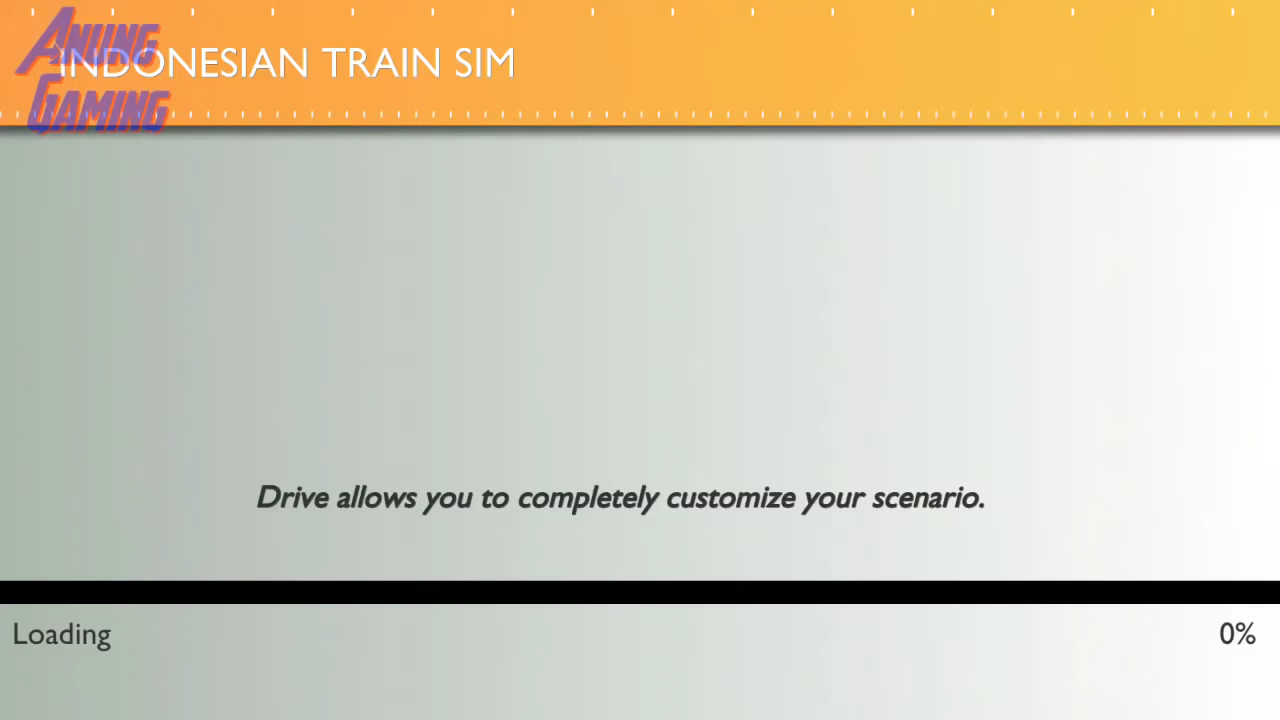 ANUNG
GAMING
INDONESIAN TRAIN SIM
Drive allows you to completely customize your scenario.
Loading
0%